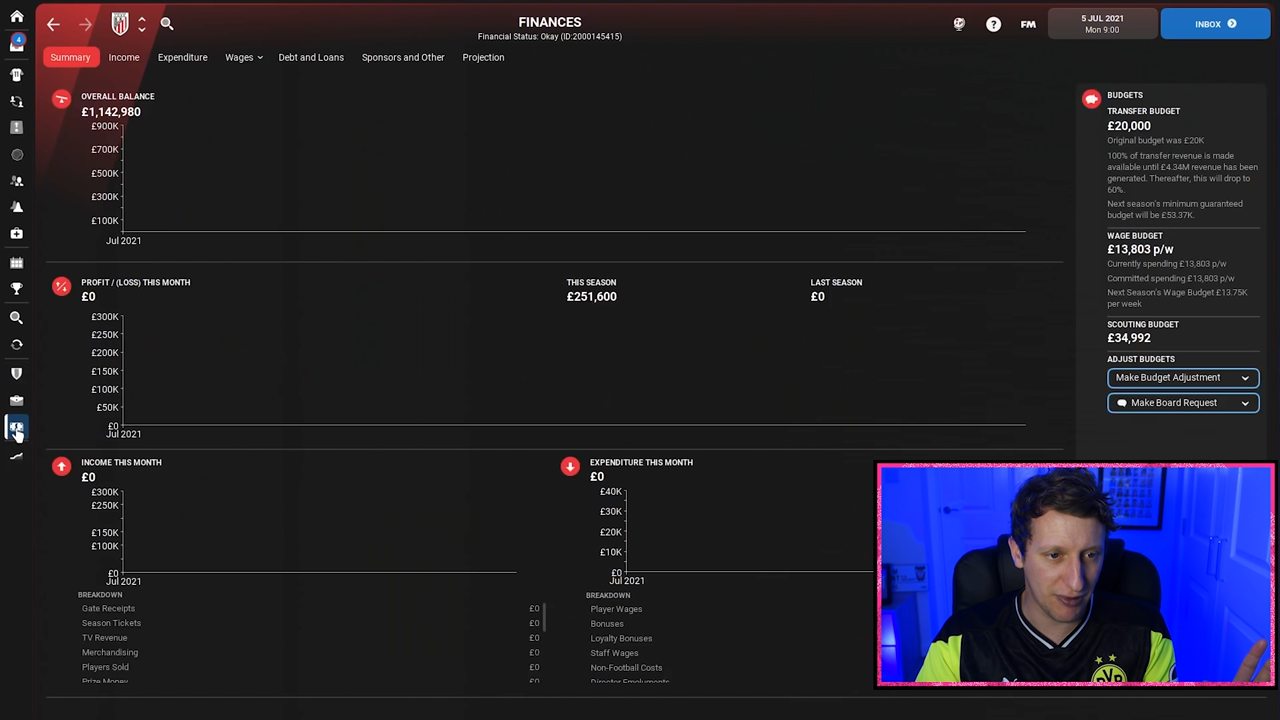 FINANCES
Financial Status: Okay (ID:2000145415)
FM
5 JUL 2021
Mon 9:00
INBOX
4
Summary
Income
Expenditure
Wages
Debt and Loans
Sponsors and Other
Projection
OVERALL BALANCE
£1,142,980
£900K
£700K
£500K
£300K
£100K
Jul 2021
PROFIT / (LOSS) THIS MONTH
£0
THIS SEASON
£251,600
LAST SEASON
£0
£300K
£250K
£200K
£150K
£100K
£50K
£0
Jul 2021
INCOME THIS MONTH
£0
£300K
£250K
£150K
£100K
£0
Jul 2021
BREAKDOWN
Gate Receipts £0
Season Tickets £0
TV Revenue £0
Merchandising £0
Players Sold £0
Prize Money £0
EXPENDITURE THIS MONTH
£0
£40K
£30K
£20K
£10K
£0
Jul 2021
BREAKDOWN
Player Wages
Bonuses
Loyalty Bonuses
Staff Wages
Non-Football Costs
Director Emoluments
BUDGETS
TRANSFER BUDGET
£20,000
Original budget was £20K
100% of transfer revenue is made
available until £4.34M revenue has been
generated. Thereafter, this will drop to
60%.
Next season's minimum guaranteed
budget will be £53.37K.
WAGE BUDGET
£13,803 p/w
Currently spending £13,803 p/w
Committed spending £13,803 p/w
Next Season's Wage Budget £13.75K
per week
SCOUTING BUDGET
£34,992
ADJUST BUDGETS
Make Budget Adjustment
Make Board Request
BVB